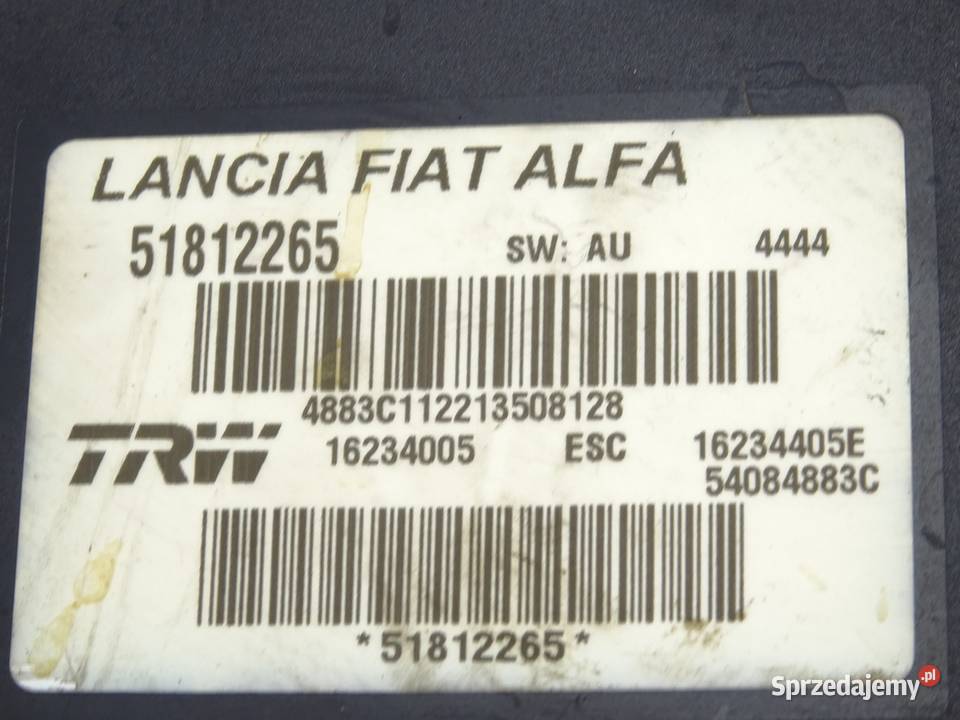 LANCIA FIAT ALFA
51812265 SW: AU 4444
4883C112213508128
TRW 16234005 ESC 16234405E
54084883C
*51812265*
Sprzedajemy.pl